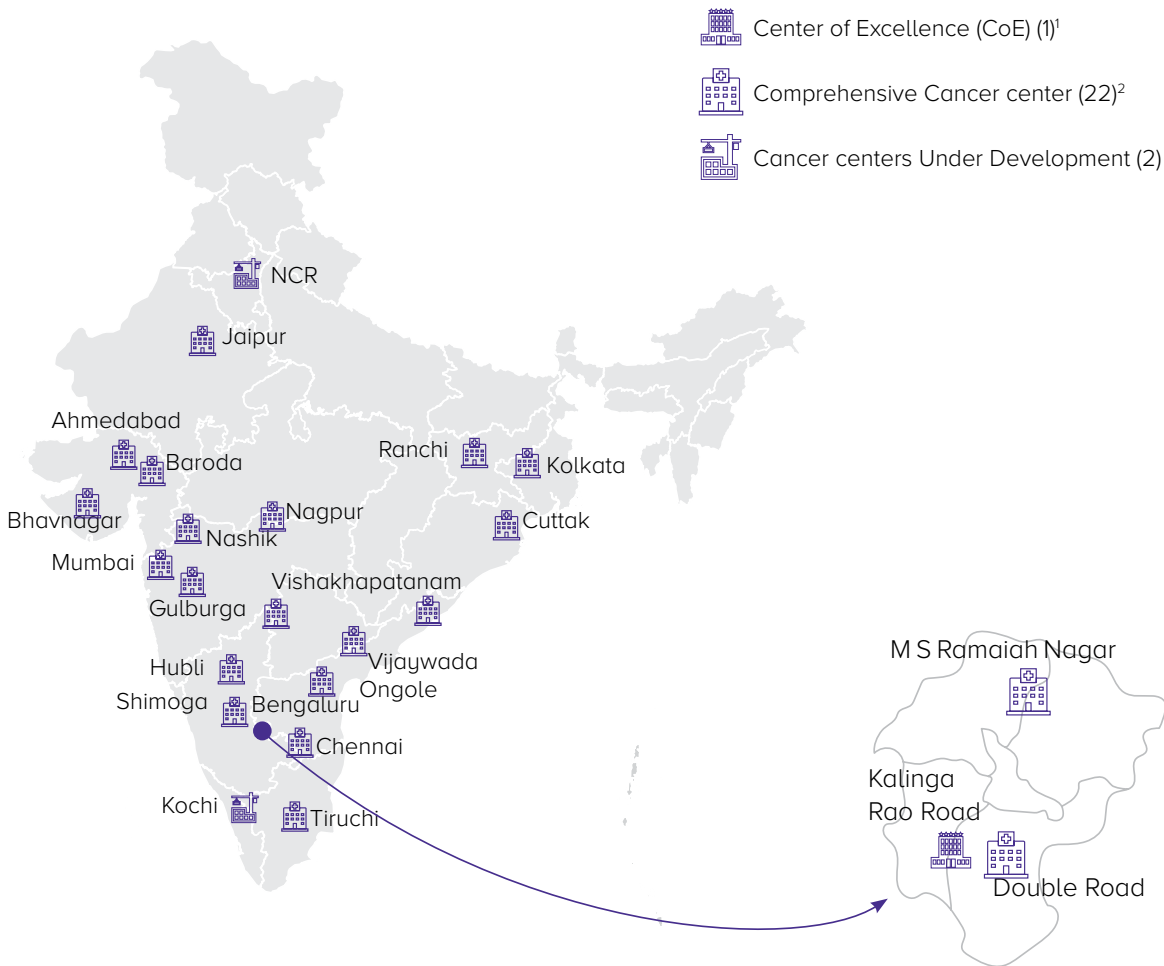 Center of Excellence (CoE) (1)¹
Comprehensive Cancer center (22)²
Cancer centers Under Development (2)
NCR
Jaipur
Ahmedabad
Baroda
Ranchi
Kolkata
Bhavnagar
Nagpur
Nashik
Cuttak
Mumbai
Vishakhapatanam
Gulburga
Hubli
Vijaywada
Ongole
Shimoga
Bengaluru
Chennai
Kochi
Tiruchi
M S Ramaiah Nagar
Kalinga
Rao Road
Double Road